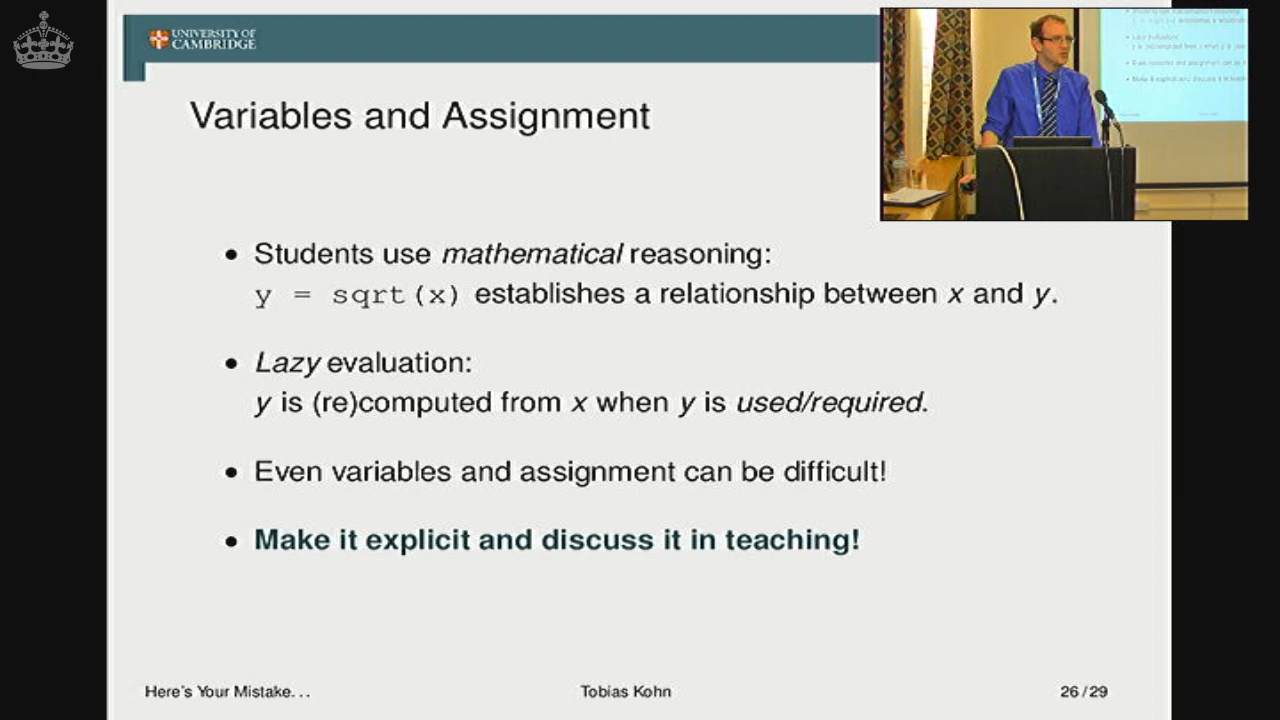 UNIVERSITY OF
CAMBRIDGE
Variables and Assignment
• Students use mathematical reasoning:
y = sqrt(x) establishes a relationship between x and y.
• Lazy evaluation:
y is (re)computed from x when y is used/required.
• Even variables and assignment can be difficult!
• Make it explicit and discuss it in teaching!
Here's Your Mistake...
Tobias Kohn
26/29